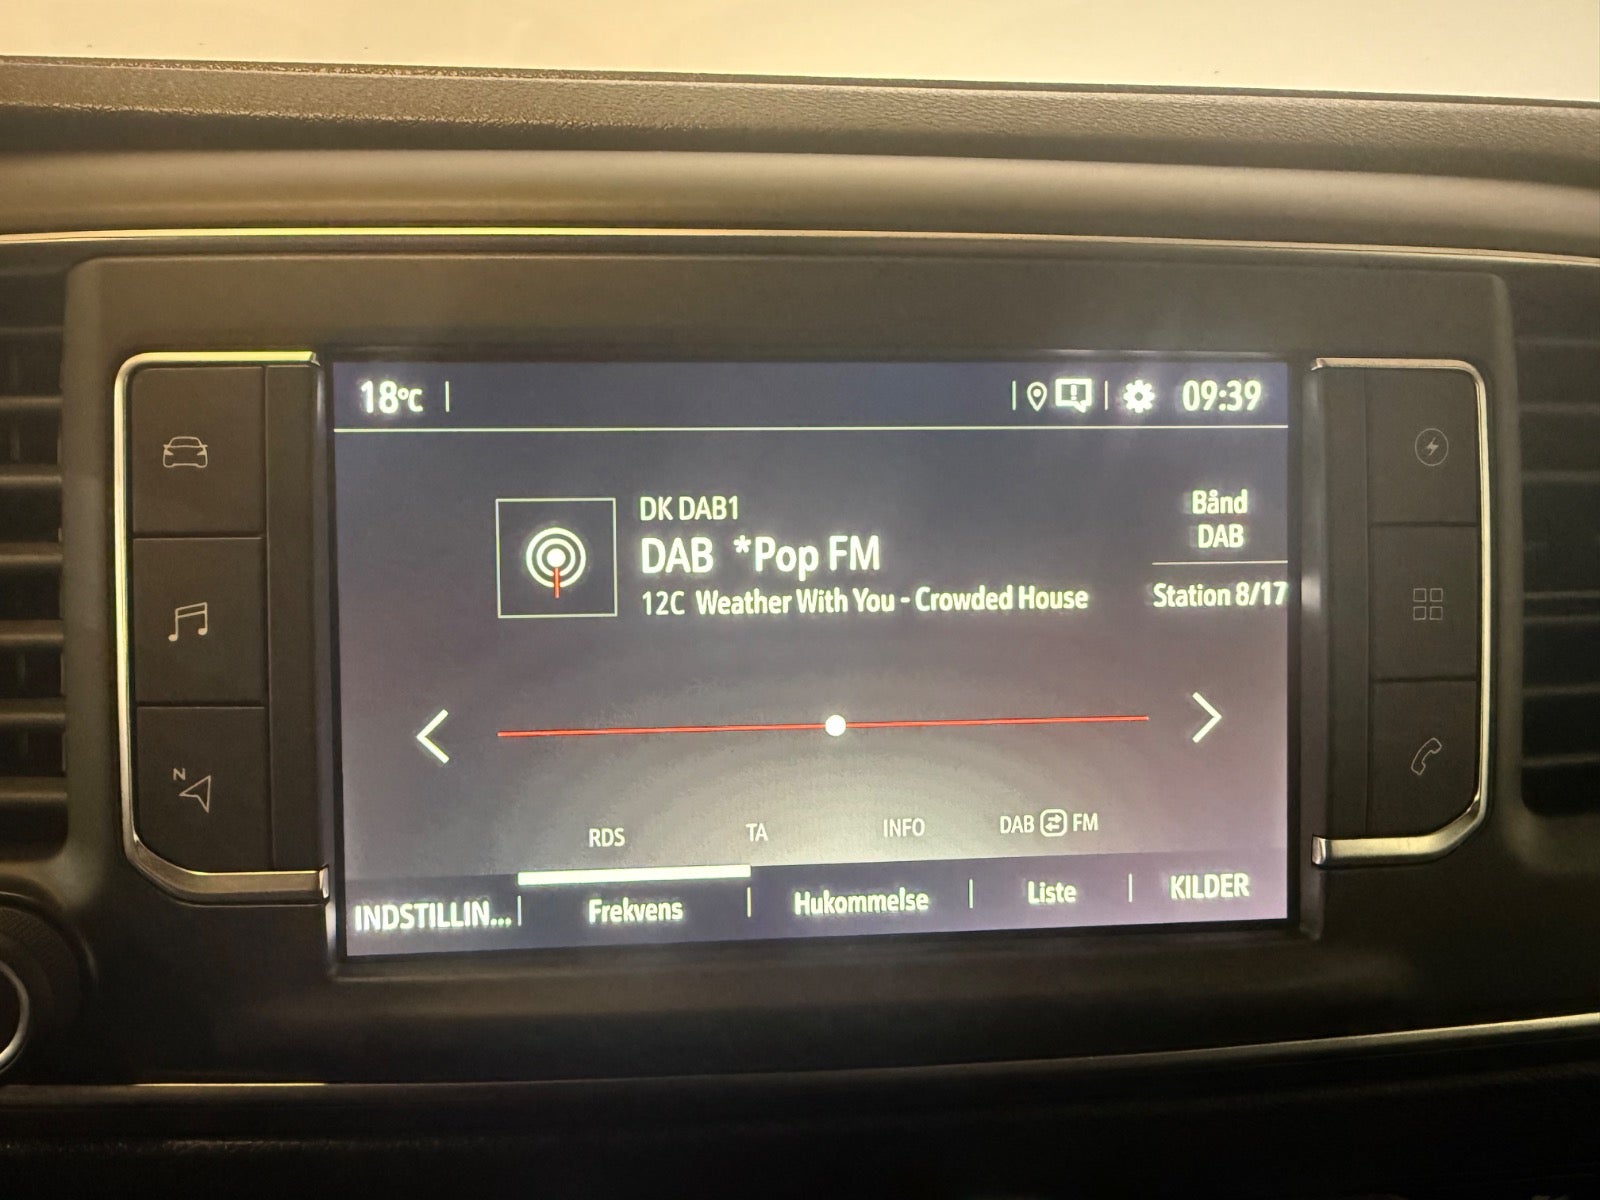 18°C
09:39
DK DAB1
DAB *Pop FM
12C Weather With You - Crowded House
Bånd
DAB
Station 8/17
RDS TA INFO DAB FM
INDSTILLIN... Frekvens Hukommelse Liste KILDER
N